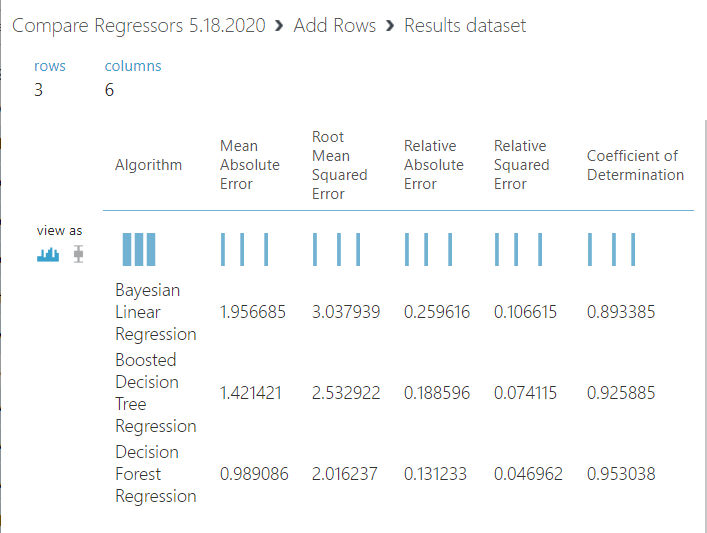 Compare Regressors 5.18.2020 > Add Rows > Results dataset
rows columns
3 6
Algorithm Mean Absolute Error Root Mean Squared Error Relative Absolute Error Relative Squared Error Coefficient of Determination
view as
Bayesian Linear Regression 1.956685 3.037939 0.259616 0.106615 0.893385
Boosted Decision Tree Regression 1.421421 2.532922 0.188596 0.074115 0.925885
Decision Forest Regression 0.989086 2.016237 0.131233 0.046962 0.953038